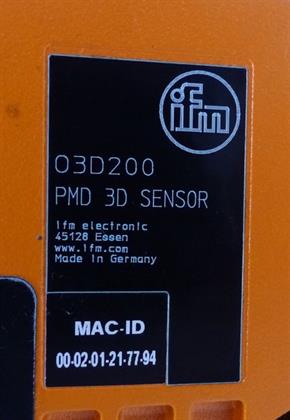 ifm
O3D200
PMD 3D SENSOR
ifm electronic
45128 Essen
www.ifm.com
Made in Germany
MAC-ID
00-02-01-21-77-94